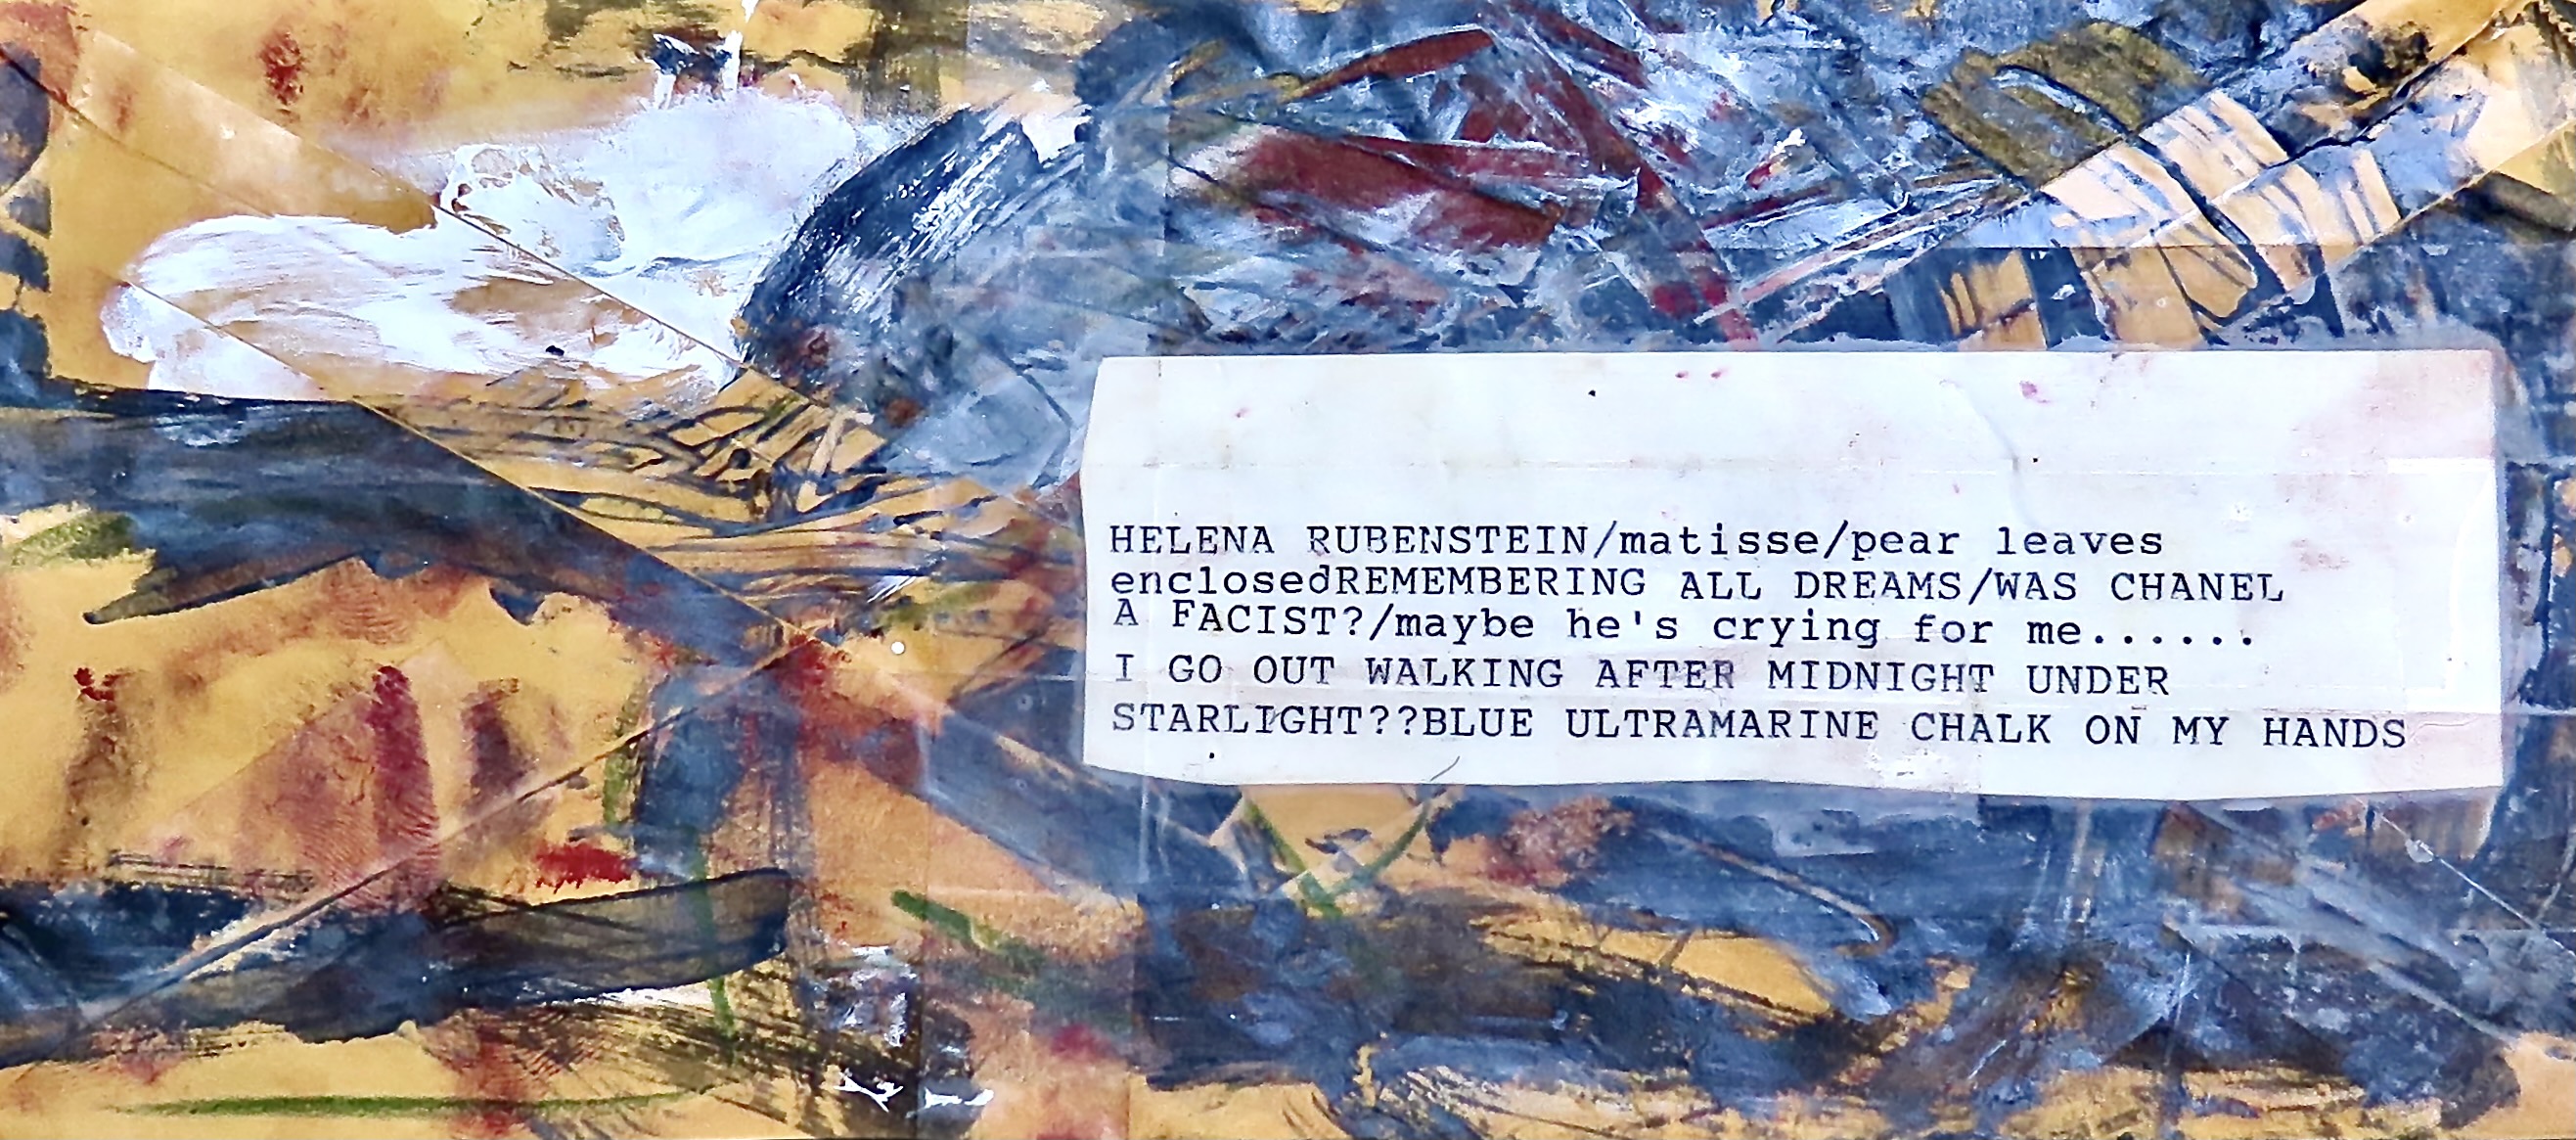 HELENA RUBENSTEIN/matisse/pear leaves
enclosedREMEMBERING ALL DREAMS/WAS CHANEL
A FACIST?/maybe he's crying for me......
I GO OUT WALKING AFTER MIDNIGHT UNDER
STARLIGHT??BLUE ULTRAMARINE CHALK ON MY HANDS